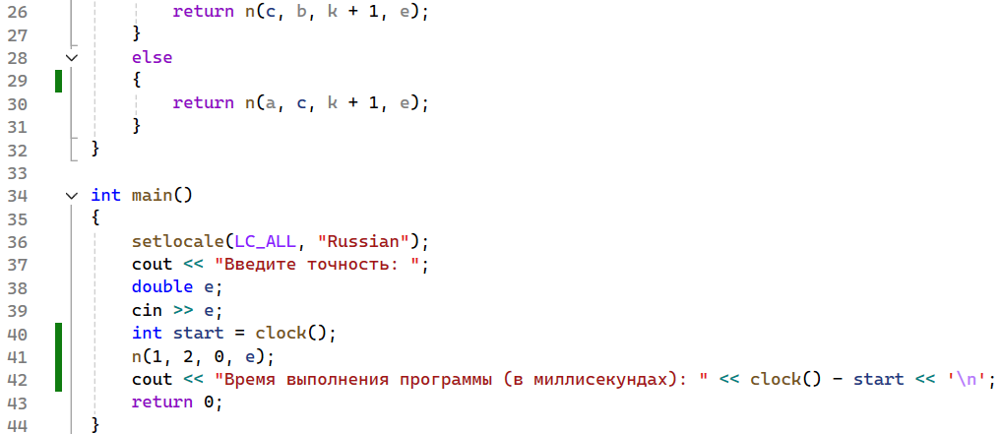 26 return n(c, b, k + 1, e);
27 }
28 else
29 {
30 return n(a, c, k + 1, e);
31 }
32 }
33
34 int main()
35 {
36 setlocale(LC_ALL, "Russian");
37 cout << "Введите точность: ";
38 double e;
39 cin >> e;
40 int start = clock();
41 n(1, 2, 0, e);
42 cout << "Время выполнения программы (в миллисекундах): " << clock() - start << '\n';
43 return 0;
44 }